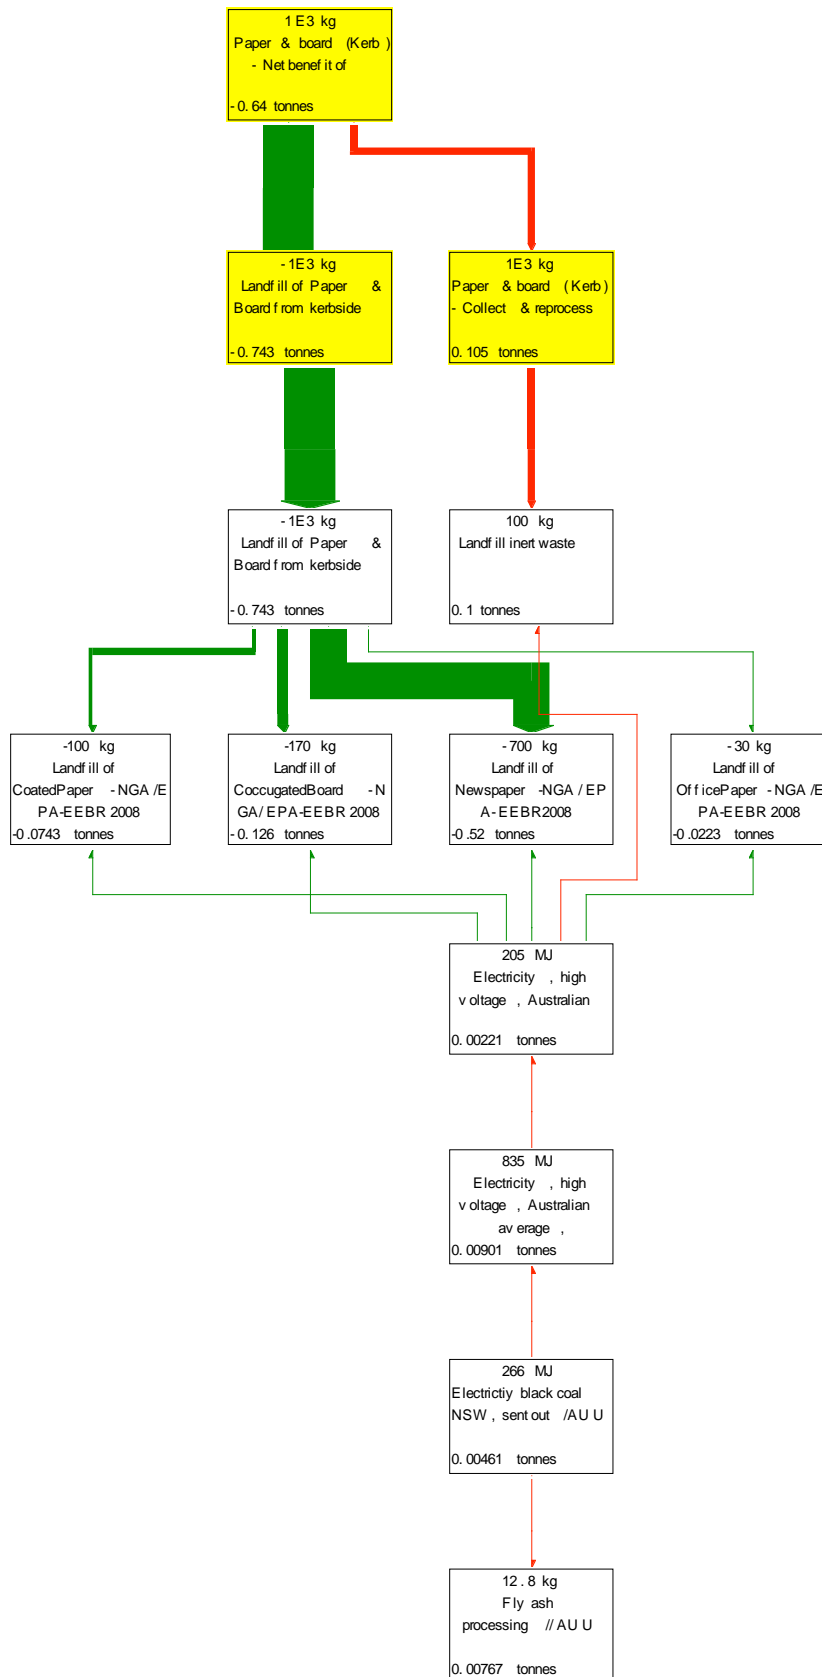 1E3 kg
Paper & board (Kerb)
- Net benefit of
-0.64 tonnes
-1E3 kg
Landfill of Paper &
Board from kerbside
-0.743 tonnes
1E3 kg
Paper & board (Kerb)
- Collect & reprocess
0.105 tonnes
-1E3 kg
Landfill of Paper &
Board from kerbside
-0.743 tonnes
100 kg
Landfill inert waste
0.1 tonnes
-100 kg
Landfill of
CoatedPaper -NGA/E
PA-EEBR 2008
-0.0743 tonnes
-170 kg
Landfill of
CoccugatedBoard -N
GA/EPA-EEBR 2008
-0.126 tonnes
-700 kg
Landfill of
Newspaper -NGA/EP
A-EEBR2008
-0.52 tonnes
-30 kg
Landfill of
OfficePaper -NGA/E
PA-EEBR 2008
-0.0223 tonnes
205 MJ
Electricity, high
voltage, Australian
0.00221 tonnes
835 MJ
Electricity, high
voltage, Australian
average,
0.00901 tonnes
266 MJ
Electrictiy black coal
NSW, sent out /AU U
0.00461 tonnes
12.8 kg
Fly ash
processing //AU U
0.00767 tonnes